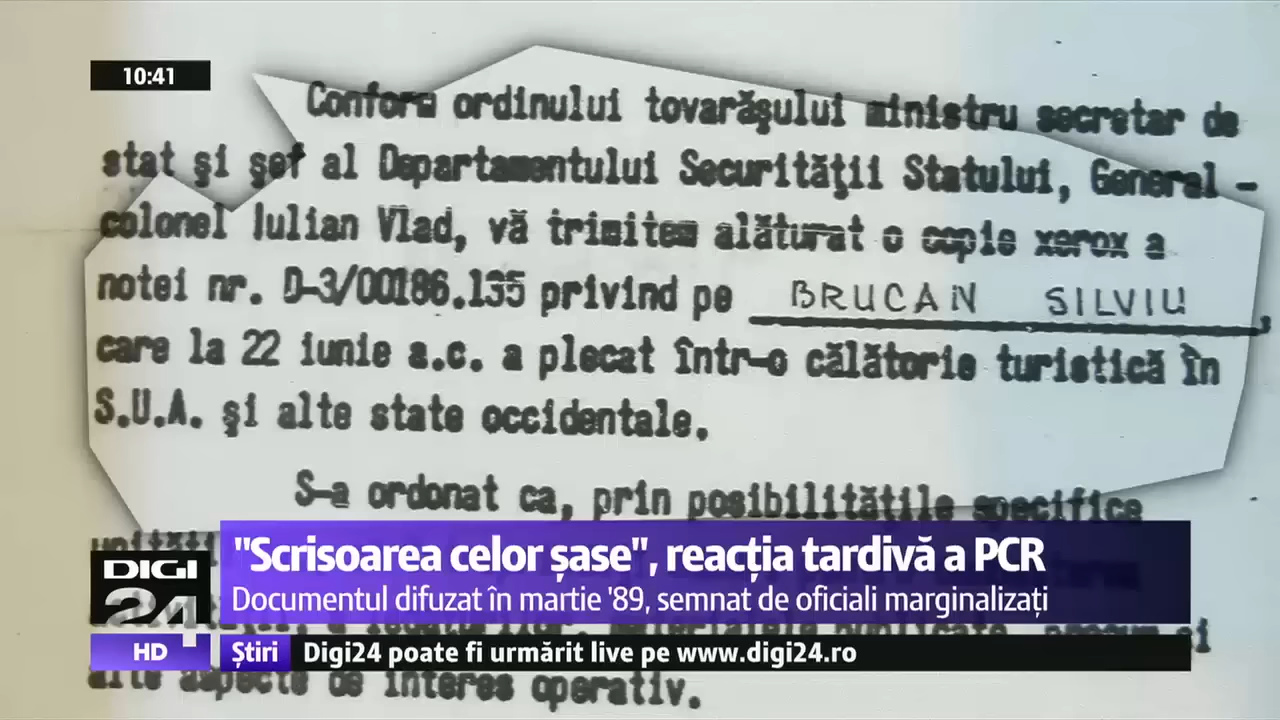 10:41
Conform ordinului tovarăşului ministru secretar de
stat şi şef al Departamentului Securităţii Statului, General -
colonel Iulian Vlad, vă trimitem alăturat o copie xerox a
notei nr. D-3/00186.135 privind pe BRUCAN SILVIU,
care la 22 iunie a.c. a plecat într-o călătorie turistică în
S.U.A. şi alte state occidentale.
S-a ordonat ca, prin posibilităţile specifice
"Scrisoarea celor șase", reacția tardivă a PCR
Documentul difuzat în martie '89, semnat de oficiali marginalizați
DIGI
24
HD
Știri
Digi24 poate fi urmărit live pe www.digi24.ro
alte aspecte de interes operativ.